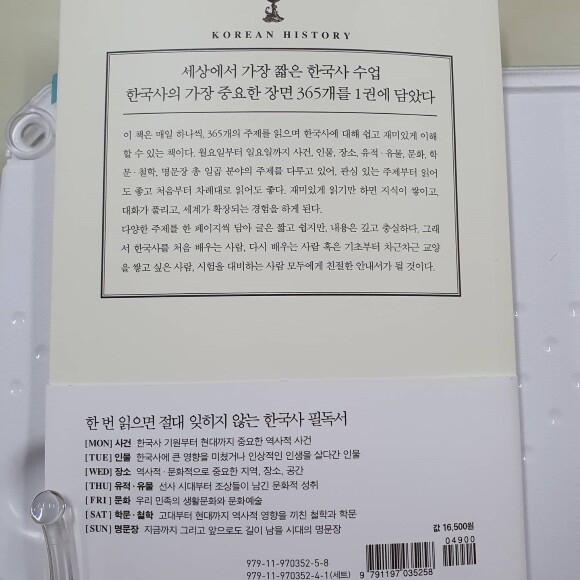 KOREAN HISTORY
세상에서 가장 짧은 한국사 수업
한국사의 가장 중요한 장면 365개를 1권에 담았다
이 책은 매일 하나씩, 365개의 주제를 읽으며 한국사에 대해 쉽고 재미있게 이해
할 수 있는 책이다. 월요일부터 일요일까지 사건, 인물, 장소, 유적·유물, 문화, 학
문·철학, 명문장 총 일곱 분야의 주제를 다루고 있어, 관심 있는 주제부터 읽어
도 좋고 처음부터 차례대로 읽어도 좋다. 재미있게 읽기만 하면 지식이 쌓이고,
대화가 풀리고, 세계가 확장되는 경험을 하게 된다.
다양한 주제를 한 페이지씩 담아 글은 짧고 쉽지만, 내용은 깊고 충실하다. 그래
서 한국사를 처음 배우는 사람, 다시 배우는 사람 혹은 기초부터 차근차근 교양
을 쌓고 싶은 사람, 시험을 대비하는 사람 모두에게 친절한 안내서가 될 것이다.
한 번 읽으면 절대 잊히지 않는 한국사 필독서
[MON] 사건 한국사 기원부터 현대까지 중요한 역사적 사건
[TUE] 인물 한국사에 큰 영향을 미쳤거나 인상적인 인생을 살다간 인물
[WED] 장소 역사적·문화적으로 중요한 지역, 장소, 공간
[THU] 유적·유물 선사 시대부터 조상들이 남긴 문화적 성취
[FRI] 문화 우리 민족의 생활문화와 문화예술
[SAT] 학문·철학 고대부터 현대까지 역사적 영향을 끼친 철학과 학문
[SUN] 명문장 지금까지 그리고 앞으로도 길이 남을 시대의 명문장
값 16,500원
04900
979-11-970352-5-8
979-11-970352-4-1(세트)
9 791197 035258